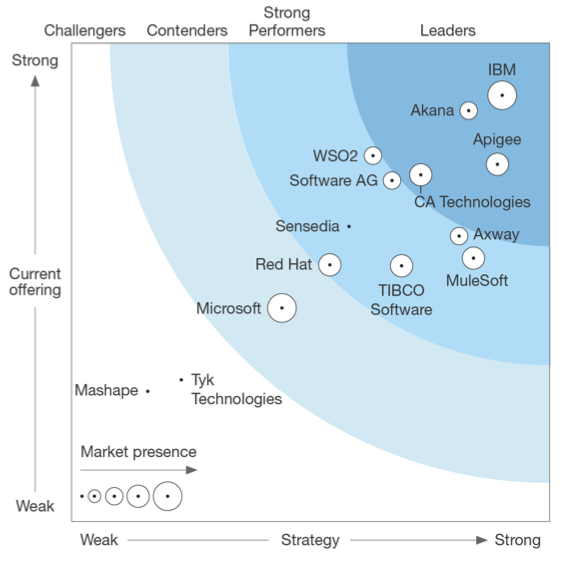 Strong
Challengers Contenders Performers Leaders
Strong
IBM
Akana
Apigee
WSO2
Software AG
CA Technologies
Sensedia
Axway
Red Hat
MuleSoft
Current
offering
TIBCO
Software
Microsoft
Tyk
Technologies
Mashape
Market presence
Weak
Weak Strategy Strong